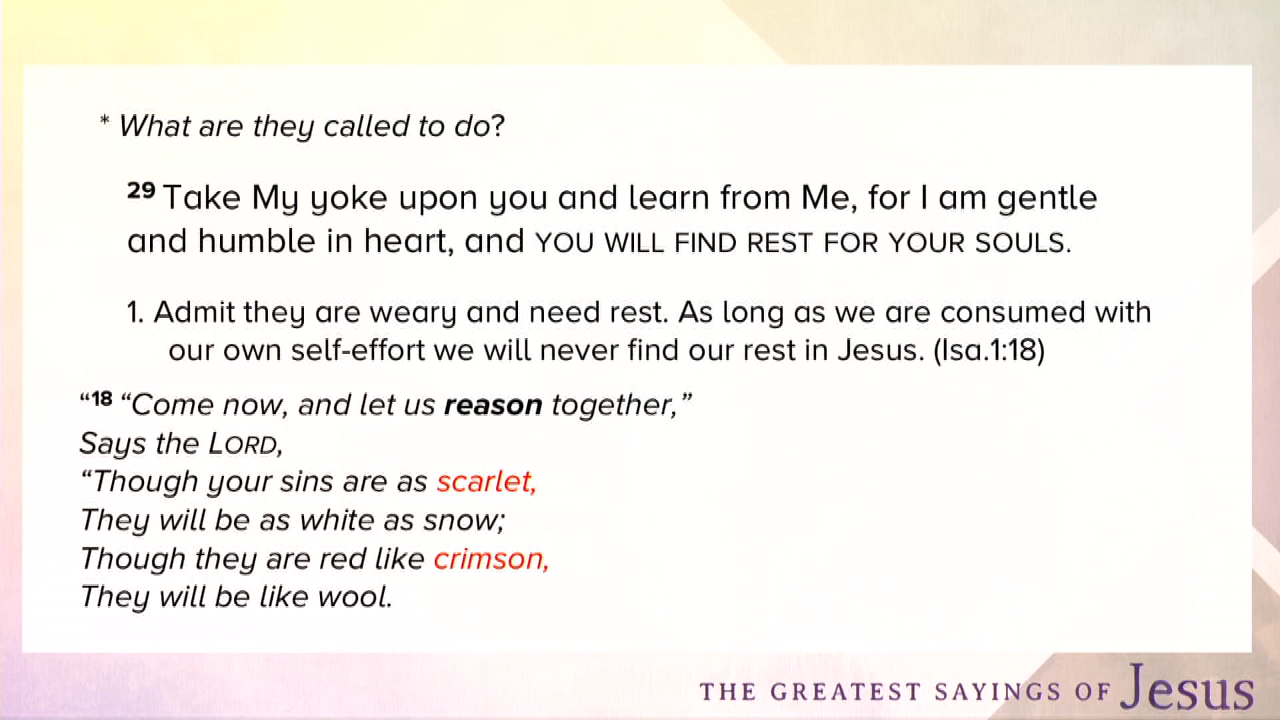 * What are they called to do?
29 Take My yoke upon you and learn from Me, for I am gentle
and humble in heart, and YOU WILL FIND REST FOR YOUR SOULS.
1. Admit they are weary and need rest. As long as we are consumed with
our own self-effort we will never find our rest in Jesus. (Isa.1:18)
“18 “Come now, and let us reason together,”
Says the LORD,
“Though your sins are as scarlet,
They will be as white as snow;
Though they are red like crimson,
They will be like wool.
THE GREATEST SAYINGS OF Jesus